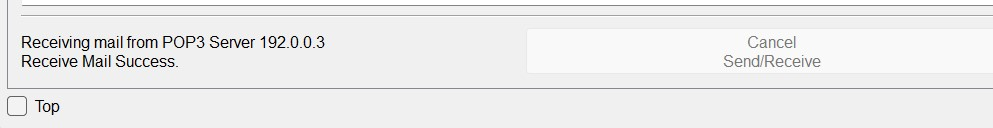 Receiving mail from POP3 Server 192.0.0.3
Receive Mail Success.
Cancel
Send/Receive
Top